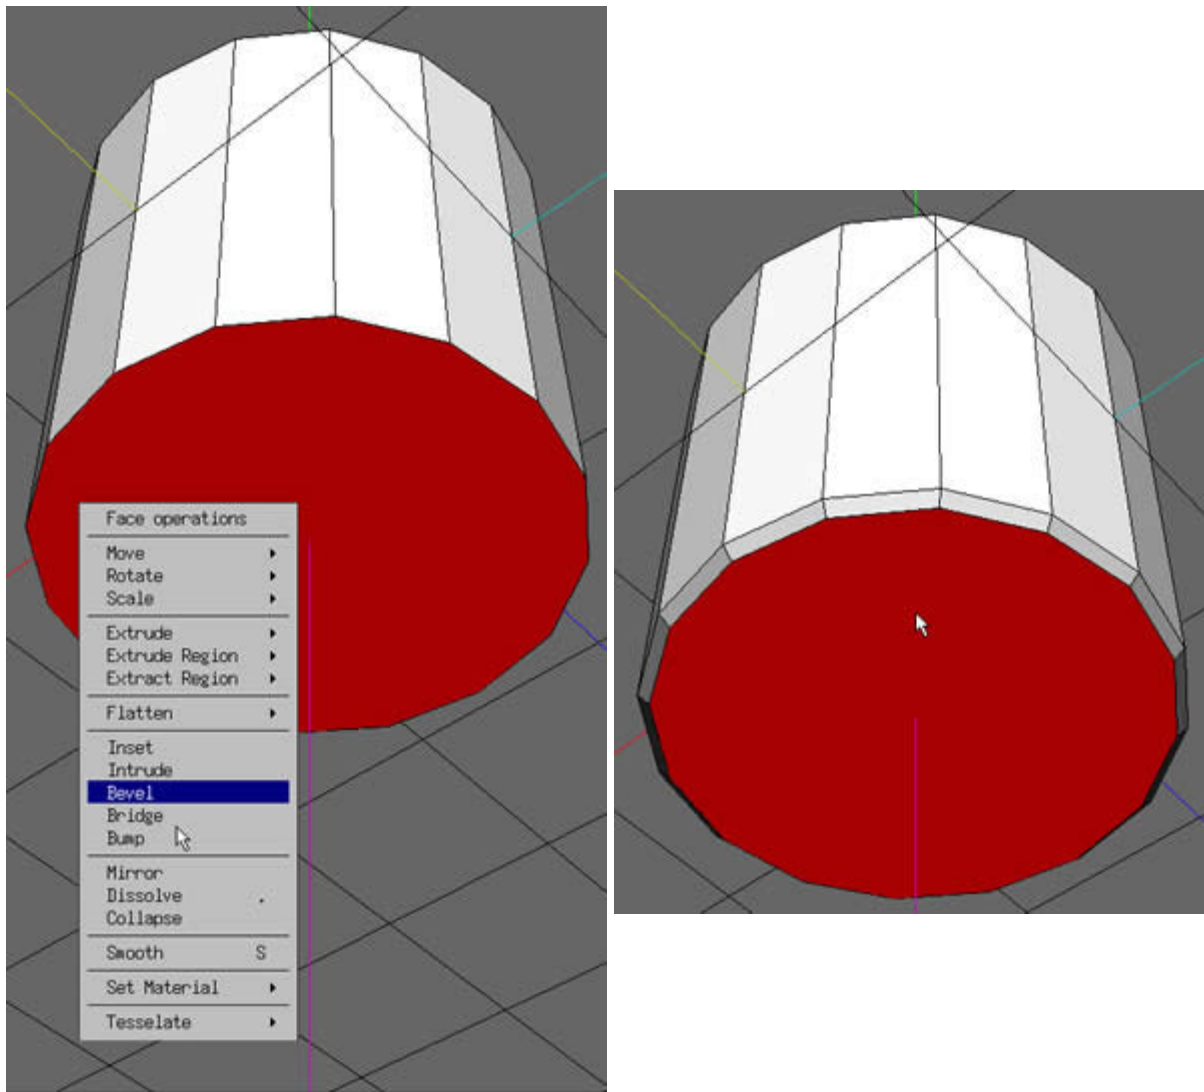 Face operations
Move
Rotate
Scale
Extrude
Extrude Region
Extract Region
Flatten
Inset
Intrude
Bevel
Bridge
Bump
Mirror
Dissolve .
Collapse
Smooth S
Set Material
Tesselate